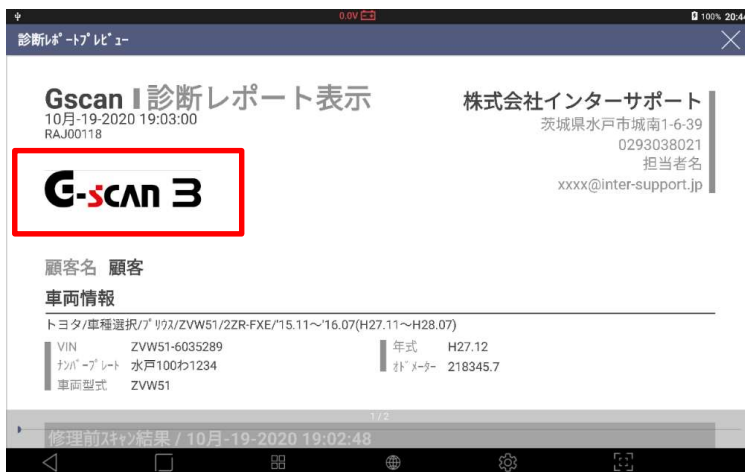 0.0V
100% 20:44
診断ﾚﾎﾟｰﾄﾌﾟﾚﾋﾞｭｰ
Gscan I 診断レポート表示
10月-19-2020 19:03:00
RAJ00118
株式会社インターサポート
茨城県水戸市城南1-6-39
0293038021
担当者名
xxxx@inter-support.jp
G-scan 3
顧客名 顧客
車両情報
トヨタ/車種選択/ﾌﾟﾘｳｽ/ZVW51/2ZR-FXE/'15.11～'16.07(H27.11～H28.07)
VIN ZVW51-6035289
ﾅﾝﾊﾞｰﾌﾟﾚｰﾄ 水戸100わ1234
車両型式 ZVW51
年式 H27.12
ｵﾄﾞﾒｰﾀｰ 218345.7
1/2
修理前ｽｷｬﾝ結果 / 10月-19-2020 19:02:48